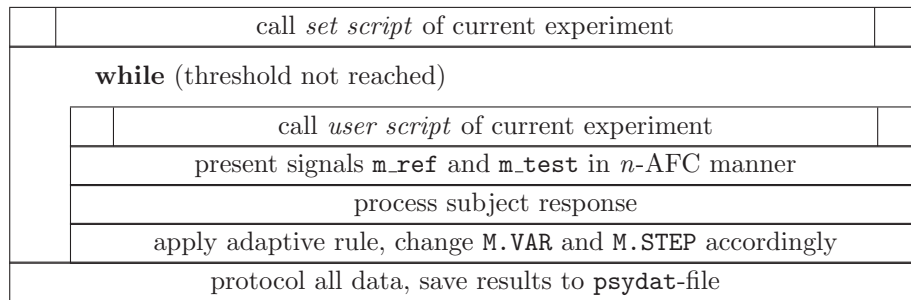 call set script of current experiment
while (threshold not reached)
call user script of current experiment
present signals m_ref and m_test in n-AFC manner
process subject response
apply adaptive rule, change M.VAR and M.STEP accordingly
protocol all data, save results to psydat-file